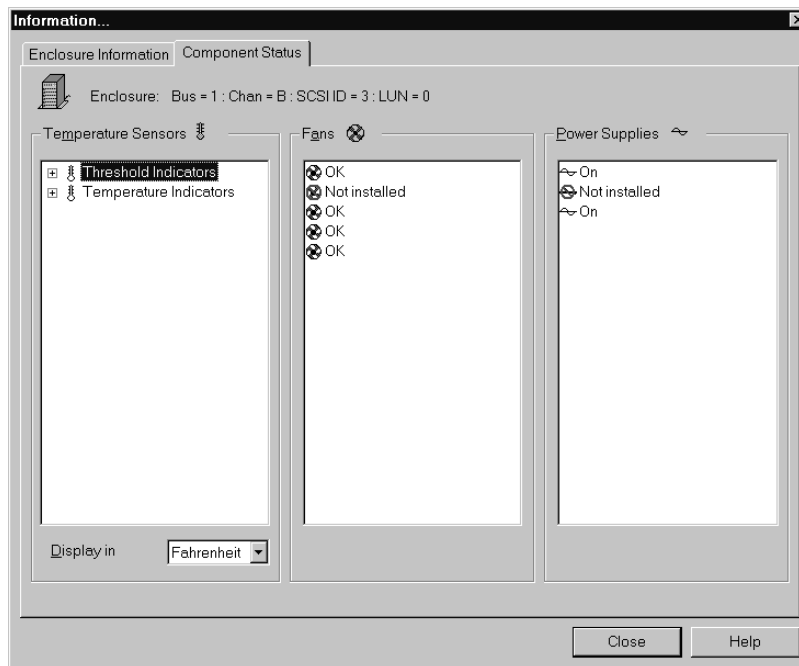 Information...
Enclosure Information
Component Status
Enclosure: Bus = 1 : Chan = B : SCSI ID = 3 : LUN = 0
Temperature Sensors
Threshold Indicators
Temperature Indicators
Display in
Fahrenheit
Fans
OK
Not installed
OK
OK
OK
Power Supplies
On
Not installed
On
Close
Help